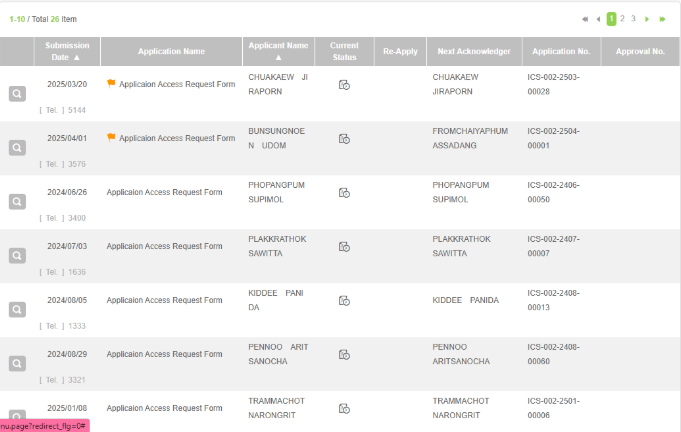 1-10 / Total 26 Item
1 2 3
Submission Date ▲ Application Name Applicant Name ▲ Current Status Re-Apply Next Acknowledger Application No. Approval No.
2025/03/20 Applicaion Access Request Form CHUAKAEW JI CHUAKAEW ICS-002-2503-
RAPORN JIRAPORN 00028
[ Tel. ] 5144
2025/04/01 Applicaion Access Request Form BUNSUNGNOE FROMCHAIYAPHUM ICS-002-2504-
N UDOM ASSADANG 00001
[ Tel. ] 3576
2024/06/26 Applicaion Access Request Form PHOPANGPUM PHOPANGPUM ICS-002-2406-
SUPIMOL SUPIMOL 00050
[ Tel. ] 3400
2024/07/03 Applicaion Access Request Form PLAKKRATHOK PLAKKRATHOK ICS-002-2407-
SAWITTA SAWITTA 00007
[ Tel. ] 1636
2024/08/05 Applicaion Access Request Form KIDDEE PANI KIDDEE PANIDA ICS-002-2408-
DA 00013
[ Tel. ] 1333
2024/08/29 Applicaion Access Request Form PENNOO ARIT PENNOO ICS-002-2408-
SANOCHA ARITSANOCHA 00060
[ Tel. ] 3321
2025/01/08 Applicaion Access Request Form TRAMMACHOT TRAMMACHOT ICS-002-2501-
NARONGRIT NARONGRIT 00006
nu.page?redirect_flg=0#